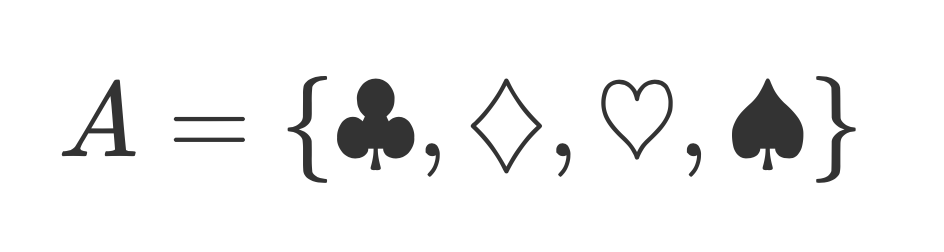 A = {♣, ♢, ♡, ♠}